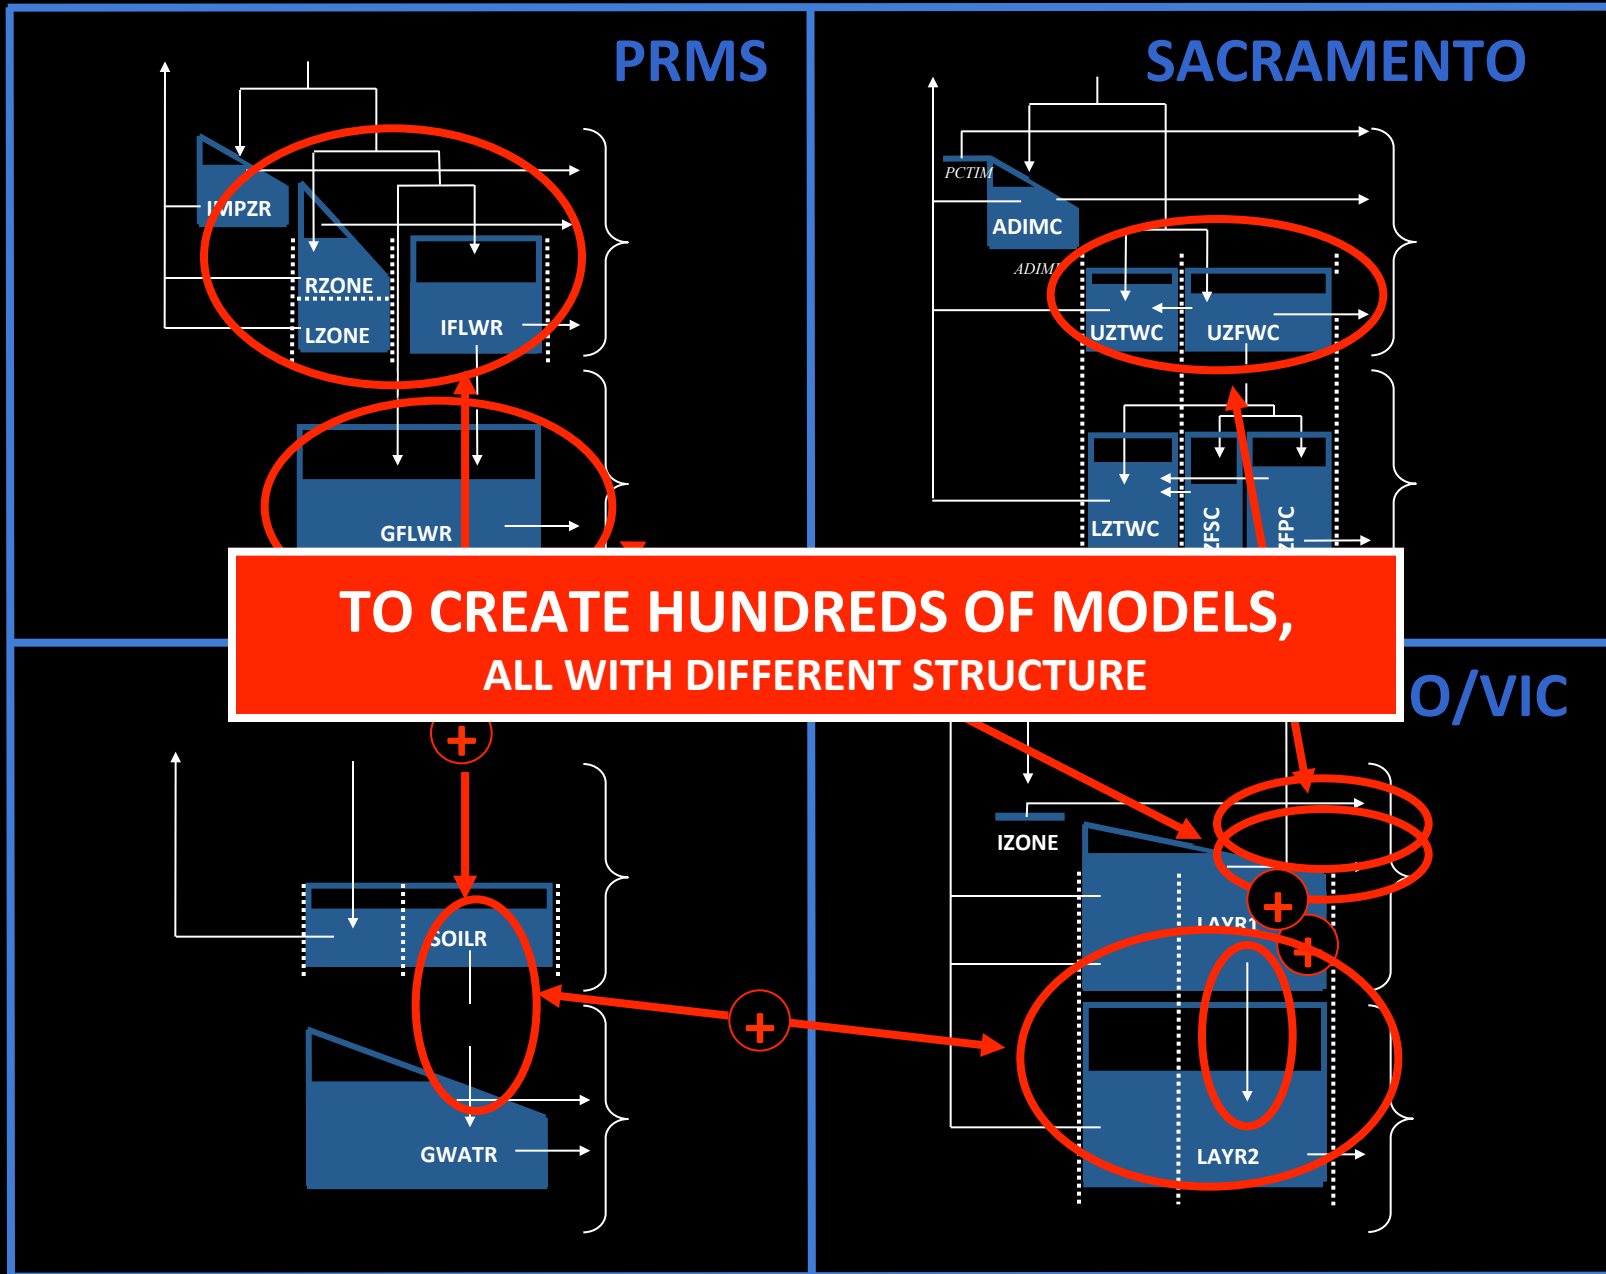 PRMS
SACRAMENTO
IMPZR
RZONE
LZONE
IFLWR
GFLWR
PCTIM
ADIMC
UZTWC
UZFWC
LZTWC
TO CREATE HUNDREDS OF MODELS,
ALL WITH DIFFERENT STRUCTURE
O/VIC
+
SOILR
GWATR
+
IZONE
LAYR1
+
+
LAYR2